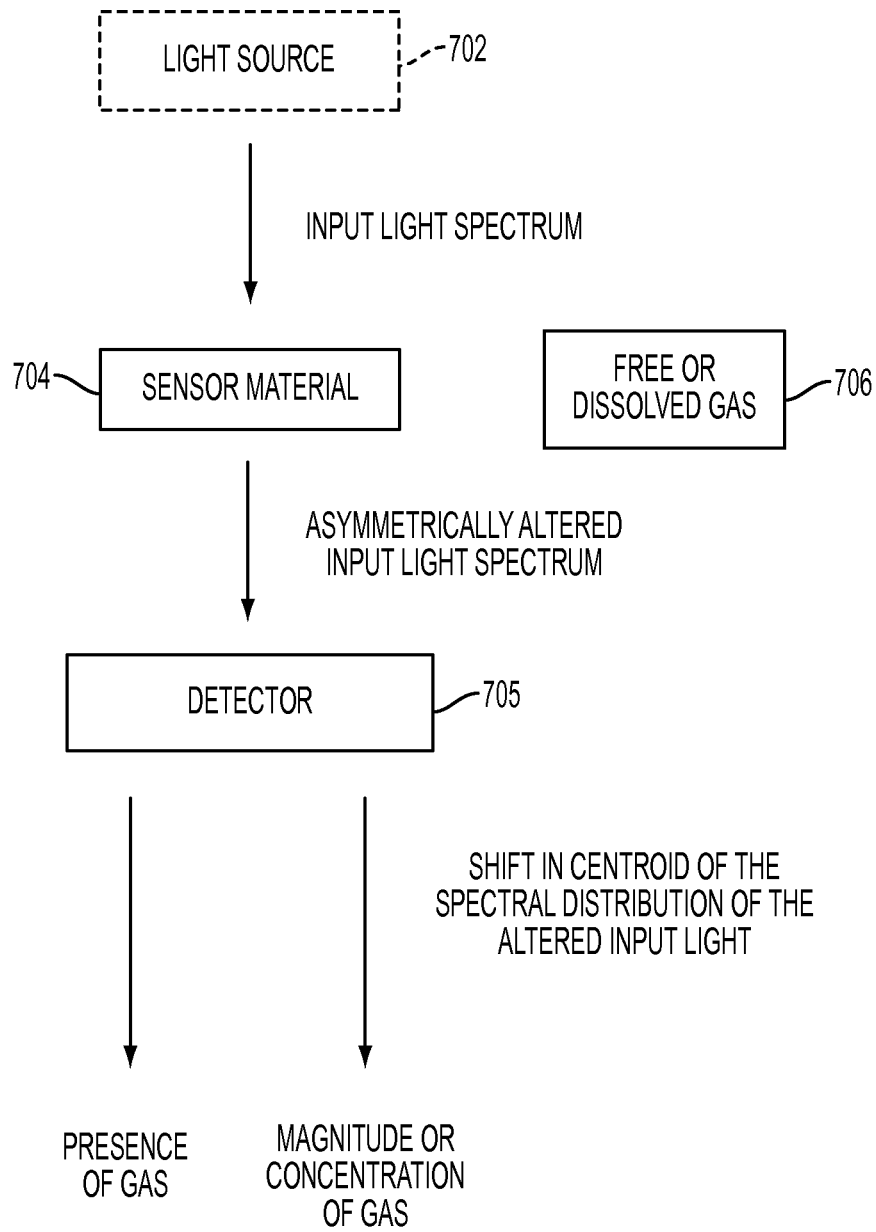 LIGHT SOURCE
702
INPUT LIGHT SPECTRUM
704
SENSOR MATERIAL
FREE OR
DISSOLVED GAS
706
ASYMMETRICALLY ALTERED
INPUT LIGHT SPECTRUM
DETECTOR
705
SHIFT IN CENTROID OF THE
SPECTRAL DISTRIBUTION OF THE
ALTERED INPUT LIGHT
PRESENCE
OF GAS
MAGNITUDE OR
CONCENTRATION
OF GAS